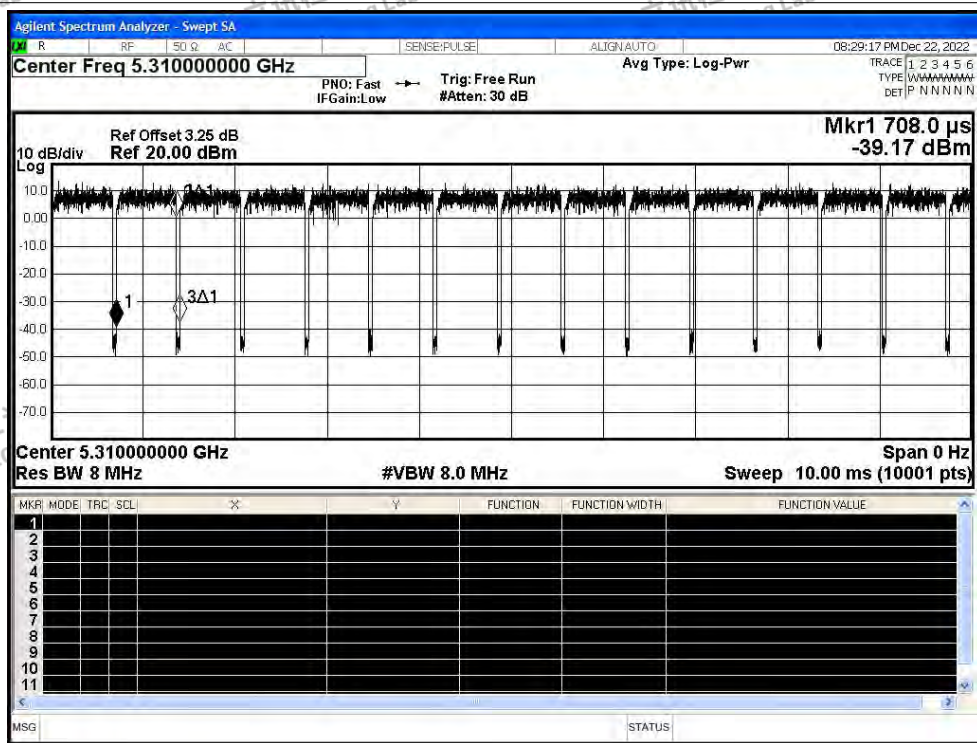 Agilent Spectrum Analyzer - Swept SA
LXI R RF 50 Ω AC SENSE:PULSE ALIGN AUTO 08:29:17 PM Dec 22, 2022
Center Freq 5.310000000 GHz
PNO: Fast
IFGain:Low
Trig: Free Run
#Atten: 30 dB
Avg Type: Log-Pwr
TRACE 1 2 3 4 5 6
TYPE WWWWWW
DET P N N N N N
Mkr1 708.0 µs
-39.17 dBm
Ref Offset 3.25 dB
10 dB/div Ref 20.00 dBm
Log
10.0
0.00
-10.0
-20.0
-30.0
-40.0
-50.0
-60.0
-70.0
1
3Δ1
Center 5.310000000 GHz Span 0 Hz
Res BW 8 MHz #VBW 8.0 MHz Sweep 10.00 ms (10001 pts)
MKR MODE TRC SCL X Y FUNCTION FUNCTION WIDTH FUNCTION VALUE
1
2
3
4
5
6
7
8
9
10
11
MSG STATUS